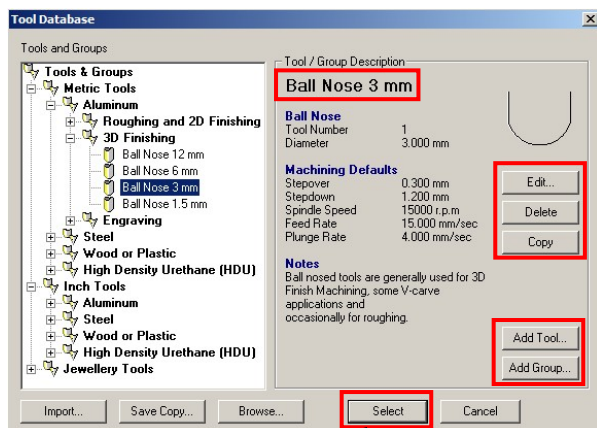 Tool Database
Tools and Groups
Tools & Groups
Metric Tools
Aluminum
Roughing and 2D Finishing
3D Finishing
Ball Nose 12 mm
Ball Nose 6 mm
Ball Nose 3 mm
Ball Nose 1.5 mm
Engraving
Steel
Wood or Plastic
High Density Urethane (HDU)
Inch Tools
Aluminum
Steel
Wood or Plastic
High Density Urethane (HDU)
Jewellery Tools
Tool / Group Description
Ball Nose 3 mm
Ball Nose
Tool Number 1
Diameter 3.000 mm
Machining Defaults
Stepover 0.300 mm
Stepdown 1.200 mm
Spindle Speed 15000 r.p.m
Feed Rate 15.000 mm/sec
Plunge Rate 4.000 mm/sec
Notes
Ball nosed tools are generally used for 3D
Finish Machining, some V-carve
applications and
occasionally for roughing.
Edit...
Delete
Copy
Add Tool...
Add Group...
Import... Save Copy... Browse... Select Cancel